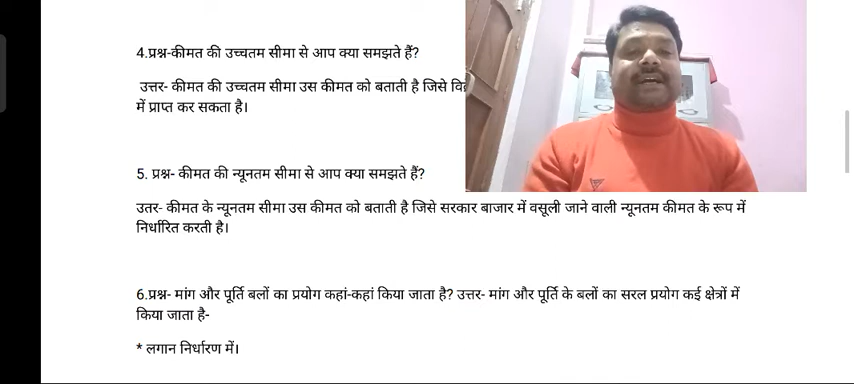 4.प्रश्न-कीमत की उच्चतम सीमा से आप क्या समझते हैं?
उत्तर- कीमत की उच्चतम सीमा उस कीमत को बताती है जिसे
में प्राप्त कर सकता है।
5. प्रश्न- कीमत की न्यूनतम सीमा से आप क्या समझते हैं?
उतर- कीमत के न्यूनतम सीमा उस कीमत को बताती है जिसे सरकार बाजार में वसूली जाने वाली न्यूनतम कीमत के रूप में
निर्धारित करती है।
6.प्रश्न- मांग और पूर्ति बलों का प्रयोग कहां-कहां किया जाता है? उत्तर- मांग और पूर्ति के बलों का सरल प्रयोग कई क्षेत्रों में
किया जाता है-
* लगान निर्धारण में।